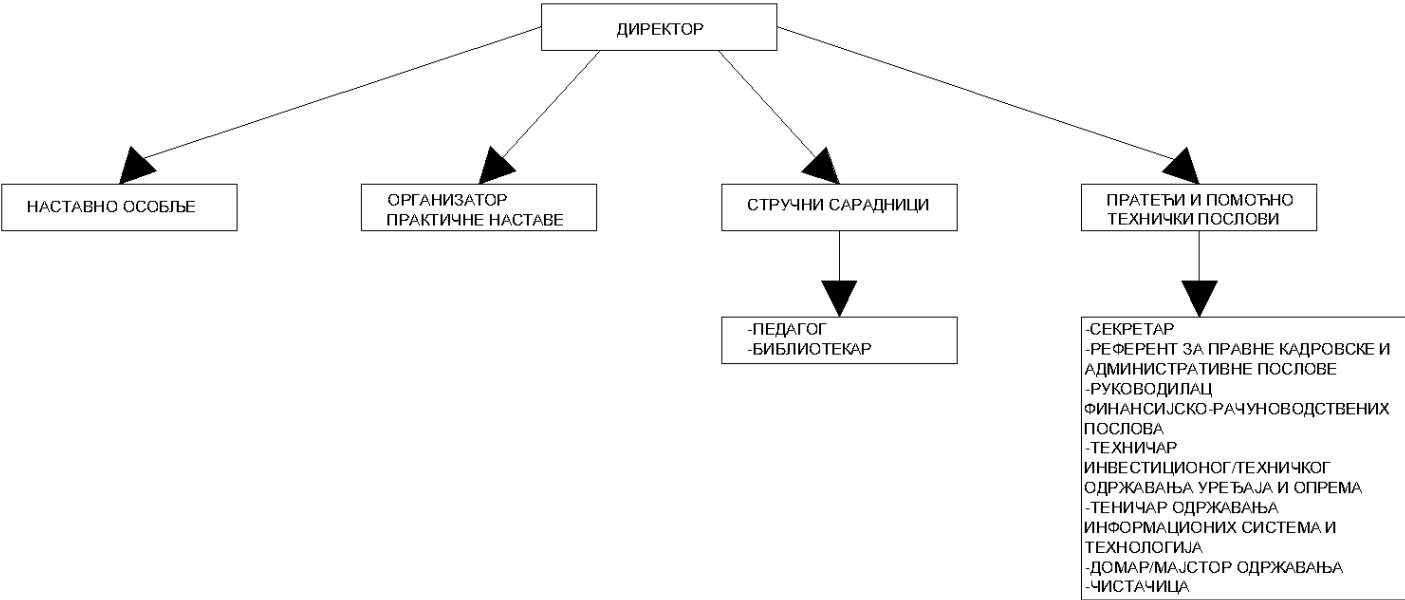 ДИРЕКТОР
НАСТАВНО ОСОБЉЕ
ОРГАНИЗАТОР
ПРАКТИЧНЕ НАСТАВЕ
СТРУЧНИ САРАДНИЦИ
ПРАТЕЋИ И ПОМОЋНО
ТЕХНИЧКИ ПОСЛОВИ
-ПЕДАГОГ
-БИБЛИОТЕКАР
-СЕКРЕТАР
-РЕФЕРЕНТ ЗА ПРАВНЕ КАДРОВСКЕ И
АДМИНИСТРАТИВНЕ ПОСЛОВЕ
-РУКОВОДИЛАЦ
ФИНАНСИЈСКО-РАЧУНОВОДСТВЕНИХ
ПОСЛОВА
-ТЕХНИЧАР
ИНВЕСТИЦИОНОГ/ТЕХНИЧКОГ
ОДРЖАВАЊА УРЕЂАЈА И ОПРЕМА
-ТЕНИЧАР ОДРЖАВАЊА
ИНФОРМАЦИОНИХ СИСТЕМА И
ТЕХНОЛОГИЈА
-ДОМАР/МАЈСТОР ОДРЖАВАЊА
-ЧИСТАЧИЦА